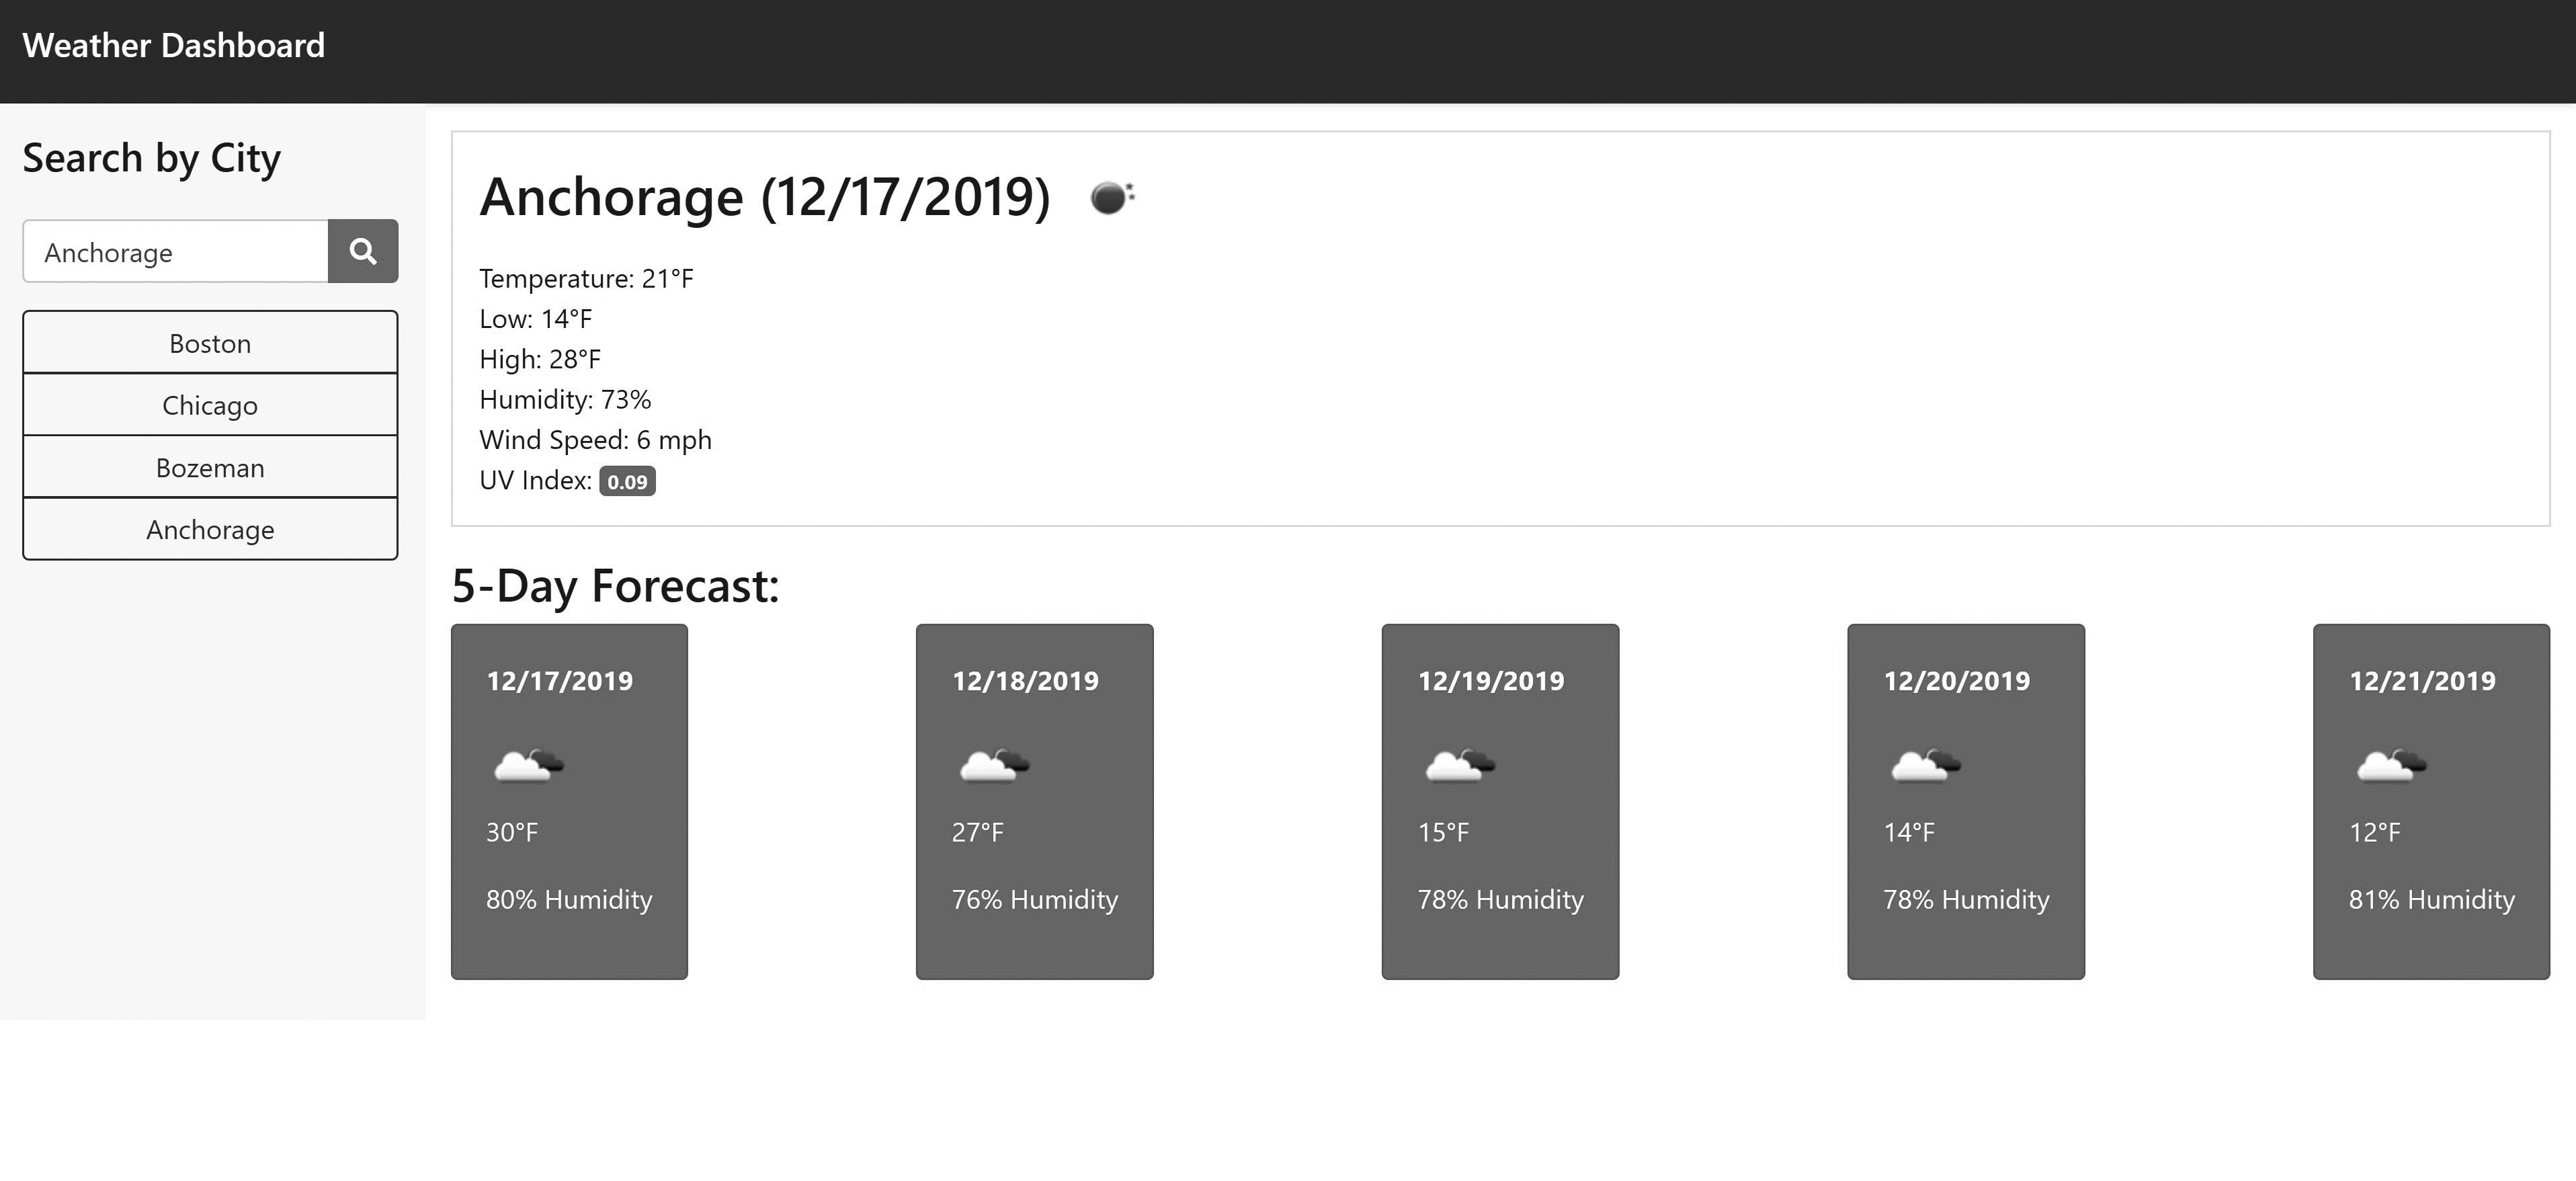 Weather Dashboard
Search by City
Anchorage
Boston
Chicago
Bozeman
Anchorage
Anchorage (12/17/2019)
Temperature: 21°F
Low: 14°F
High: 28°F
Humidity: 73%
Wind Speed: 6 mph
UV Index: 0.09
5-Day Forecast:
12/17/2019
30°F
80% Humidity
12/18/2019
27°F
76% Humidity
12/19/2019
15°F
78% Humidity
12/20/2019
14°F
78% Humidity
12/21/2019
12°F
81% Humidity